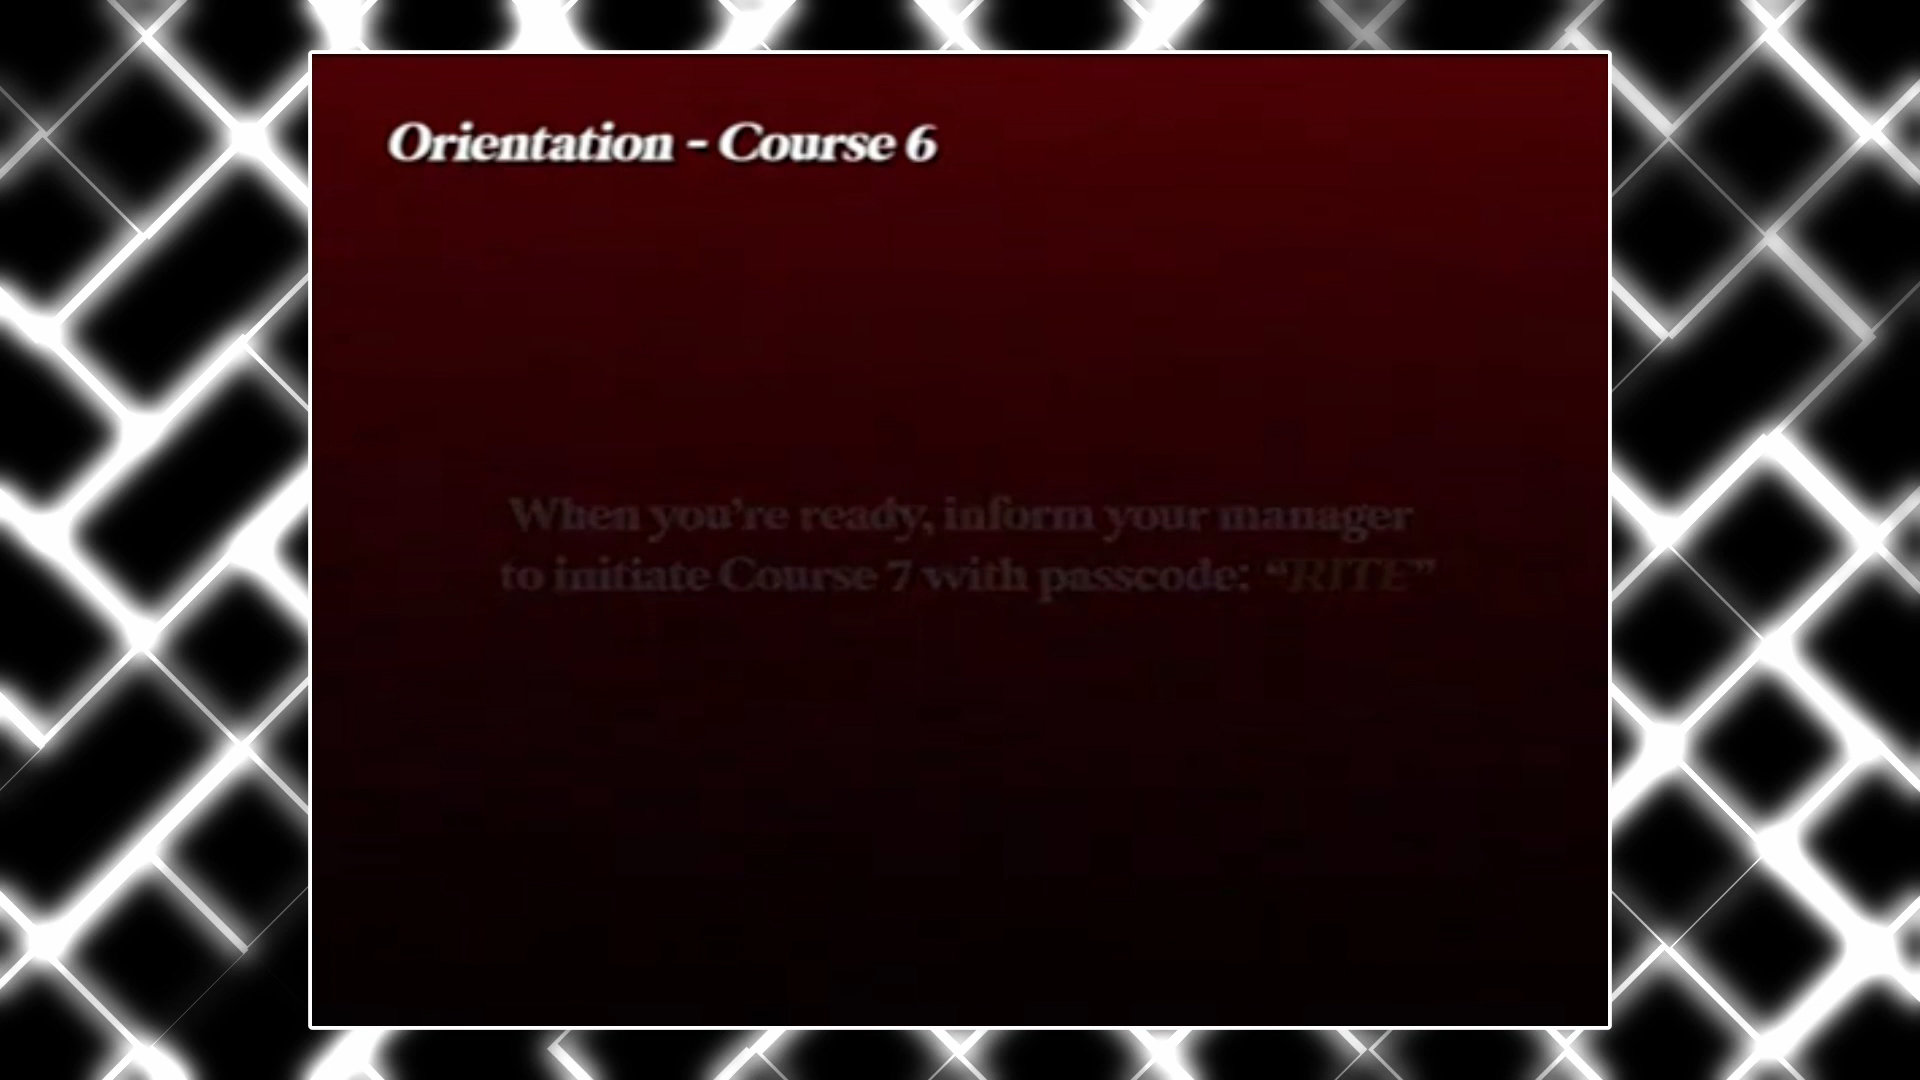 Orientation - Course 6
When you’re ready, inform your manager
to initiate Course 7 with passcode: “RITE”